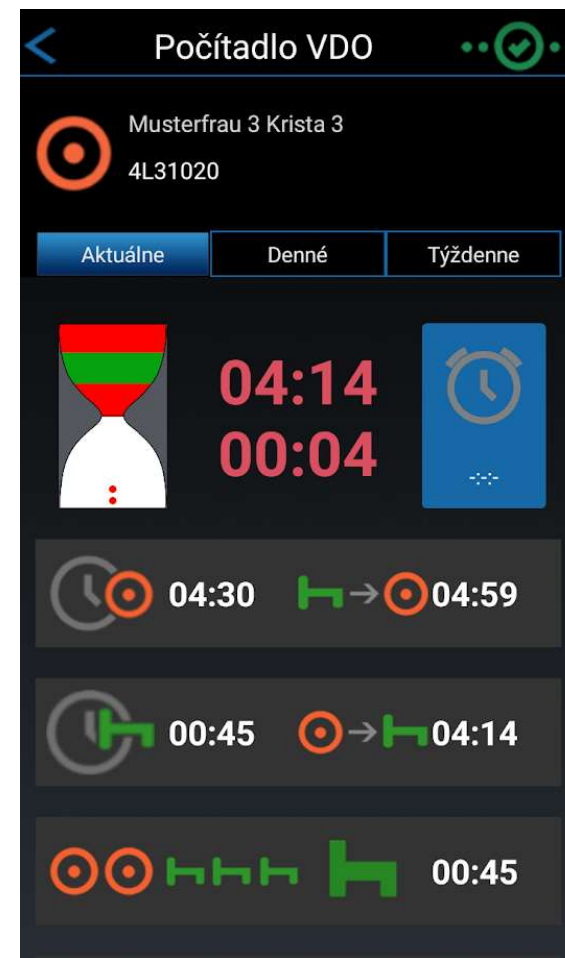 Počítadlo VDO
Musterfrau 3 Krista 3
4L31020
Aktuálne Denné Týždenne
04:14
00:04
-:-:-
04:30 04:59
00:45 04:14
00:45